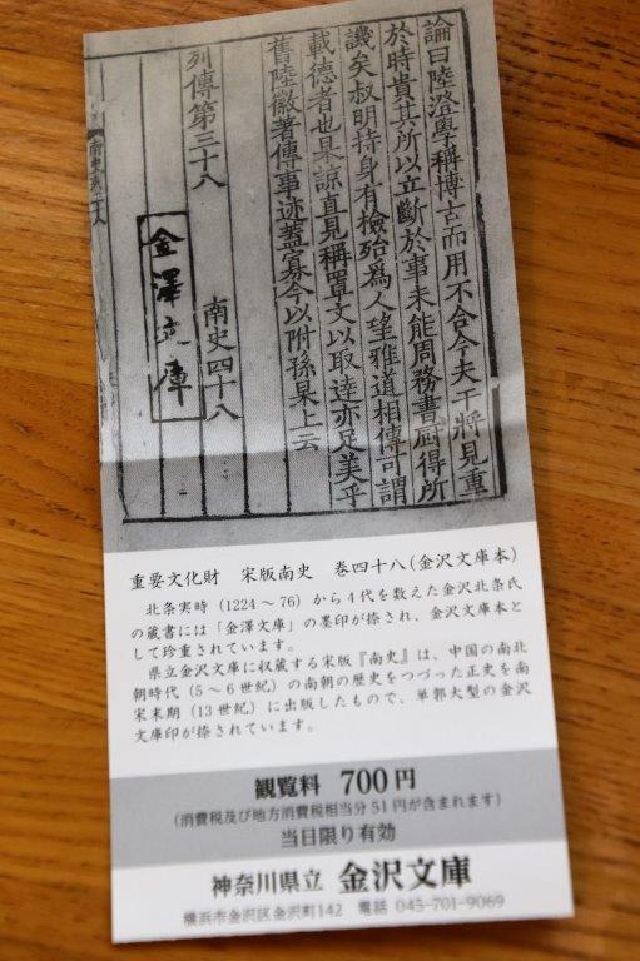 論曰陸澄學稱博古而用不合今夫干將見重
於時貴其所以立斷於事未能周務書厨得所
譏矣叔明持身有檢殆爲人望雅道相傳可謂
載德者也杲諒直見稱單文以取達亦足美乎
舊陸徽著傳事迹蓋寡今以附孫杲上云
列傳第三十八
南史四十八
金澤文庫
重要文化財　宋版南史　巻四十八(金沢文庫本)
北条実時（1224～76）から4代を数えた金沢北条氏
の蔵書には「金澤文庫」の墨印が捺され、金沢文庫本と
して珍重されています。
県立金沢文庫に収蔵する宋版『南史』は、中国の南北
朝時代（5～6世紀）の南朝の歴史をつづった正史を南
宋末期（13世紀）に出版したもので、単郭大型の金沢
文庫印が捺されています。
観覧料　700円
（消費税及び地方消費税相当分51円が含まれます）
当日限り有効
神奈川県立 金沢文庫
横浜市金沢区金沢町142　電話 045-701-9069